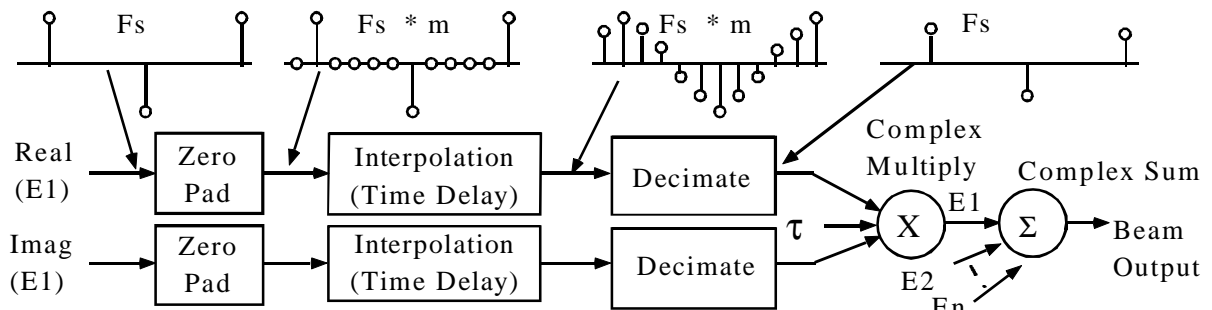 Fs
Fs * m
Fs * m
Fs
Real
(E1)
Zero
Pad
Interpolation
(Time Delay)
Decimate
Complex
Multiply
Complex Sum
E1
τ
X
Σ
Beam
Output
Imag
(E1)
Zero
Pad
Interpolation
(Time Delay)
Decimate
E2
En